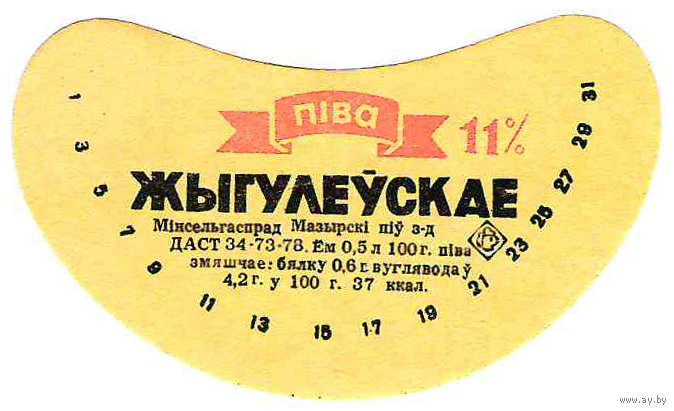 піва
11%
ЖЫГУЛЕЎСКАЕ
Мінсельгаспрад Мазырскі піў з-д
ДАСТ 34-73-78. Ём 0,5 л 100 г. піва
змяшчае: бялку 0,6 г. вуглявода ў
4,2 г. у 100 г. 37 ккал.
1 3 5 7 9 11 13 15 17 19 21 23 25 27 29 31
www.ay.by